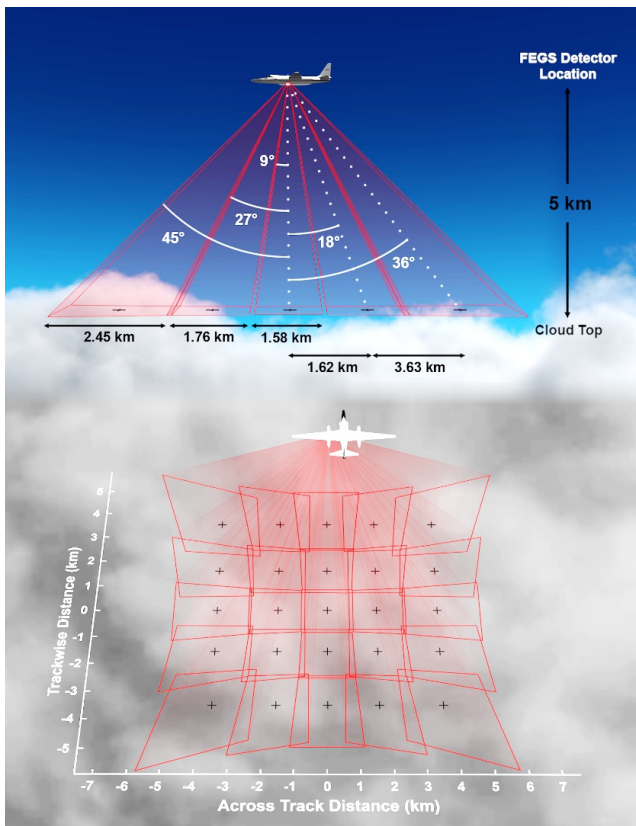 FEGS Detector
Location
9°
5 km
27°
18°
45°
36°
Cloud Top
2.45 km
1.76 km
1.58 km
1.62 km
3.63 km
Trackwise Distance (km)
5
4
3
2
1
0
-1
-2
-3
-4
-5
-7
-6
-5
-4
-3
-2
-1
0
1
2
3
4
5
6
7
Across Track Distance (km)